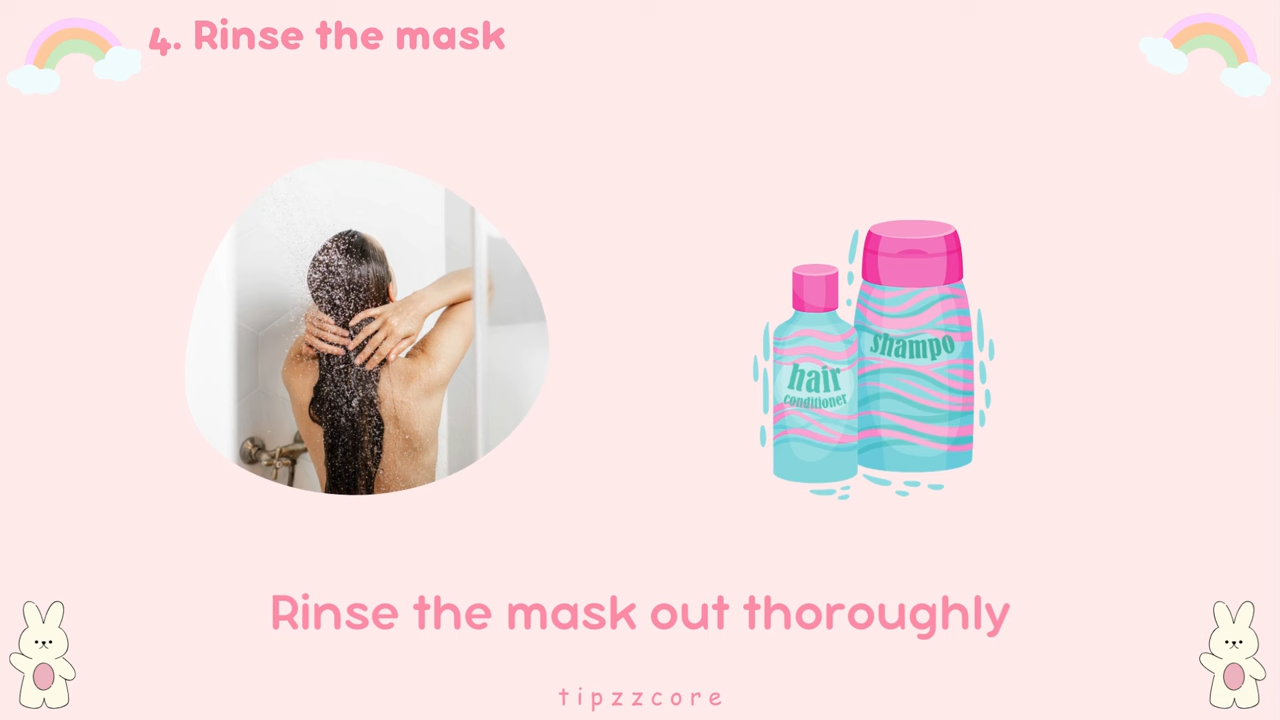 4. Rinse the mask
shampo
hair
conditioner
Rinse the mask out thoroughly
tipzzcore